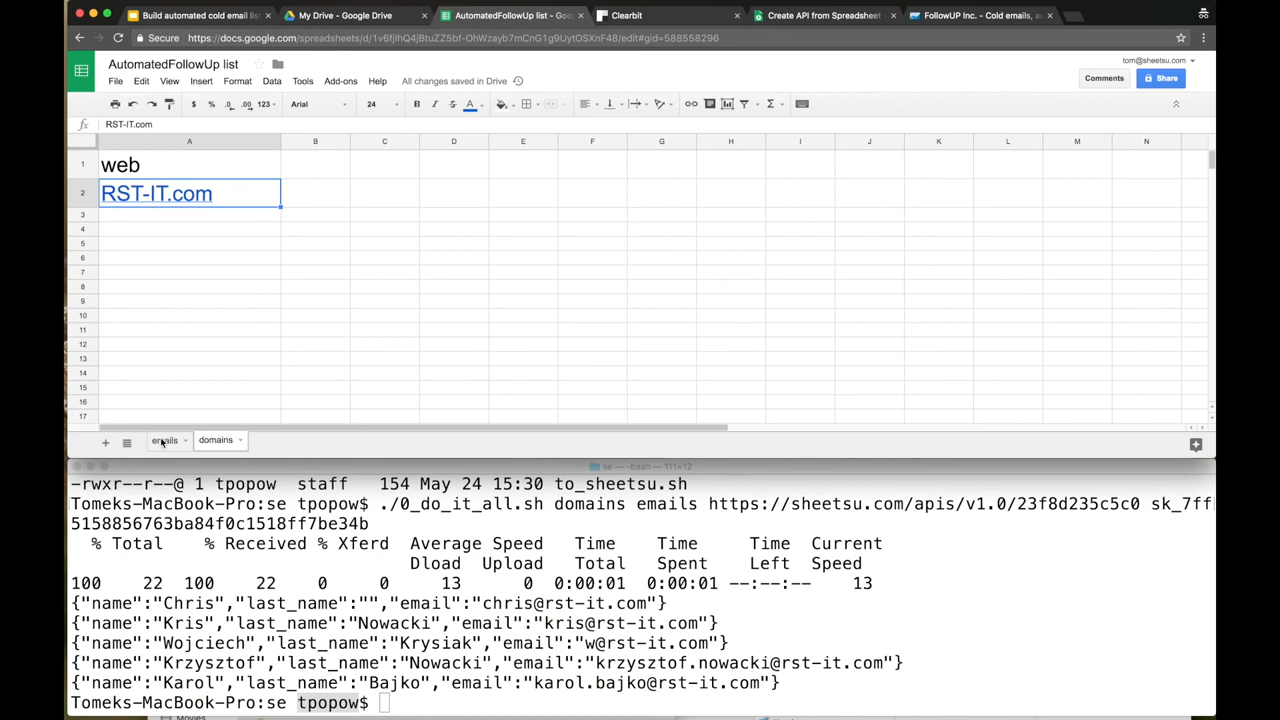 Build automated cold email list
My Drive - Google Drive
AutomatedFollowUp list - Goo
Clearbit
Create API from Spreadsheet
FollowUP Inc. - Cold emails, a
Secure https://docs.google.com/spreadsheets/d/1v6fjihQ4jBtuZZ5bf-OhWzayb7mCnG1g9UytOSXnF48/edit#gid=588558296
AutomatedFollowUp list
tom@sheetsu.com
File Edit View Insert Format Data Tools Add-ons Help All changes saved in Drive
Comments Share
$ % .0 .00 123 Arial 24 B I S A
fx RST-IT.com
A B C D E F G H I J K L M N
1 web
2 RST-IT.com
3
4
5
6
7
8
9
10
11
12
13
14
15
16
17
emails domains
se — -bash — 111×12
-rwxr--r--@ 1 tpopow staff 154 May 24 15:30 to_sheetsu.sh
Tomeks-MacBook-Pro:se tpopow$ ./0_do_it_all.sh domains emails https://sheetsu.com/apis/v1.0/23f8d235c5c0 sk_7ff
5158856763ba84f0c1518ff7be34b
% Total % Received % Xferd Average Speed Time Time Time Current
Dload Upload Total Spent Left Speed
100 22 100 22 0 0 13 0 0:00:01 0:00:01 --:--:-- 13
{"name":"Chris","last_name":"","email":"chris@rst-it.com"}
{"name":"Kris","last_name":"Nowacki","email":"kris@rst-it.com"}
{"name":"Wojciech","last_name":"Krysiak","email":"w@rst-it.com"}
{"name":"Krzysztof","last_name":"Nowacki","email":"krzysztof.nowacki@rst-it.com"}
{"name":"Karol","last_name":"Bajko","email":"karol.bajko@rst-it.com"}
Tomeks-MacBook-Pro:se tpopow$